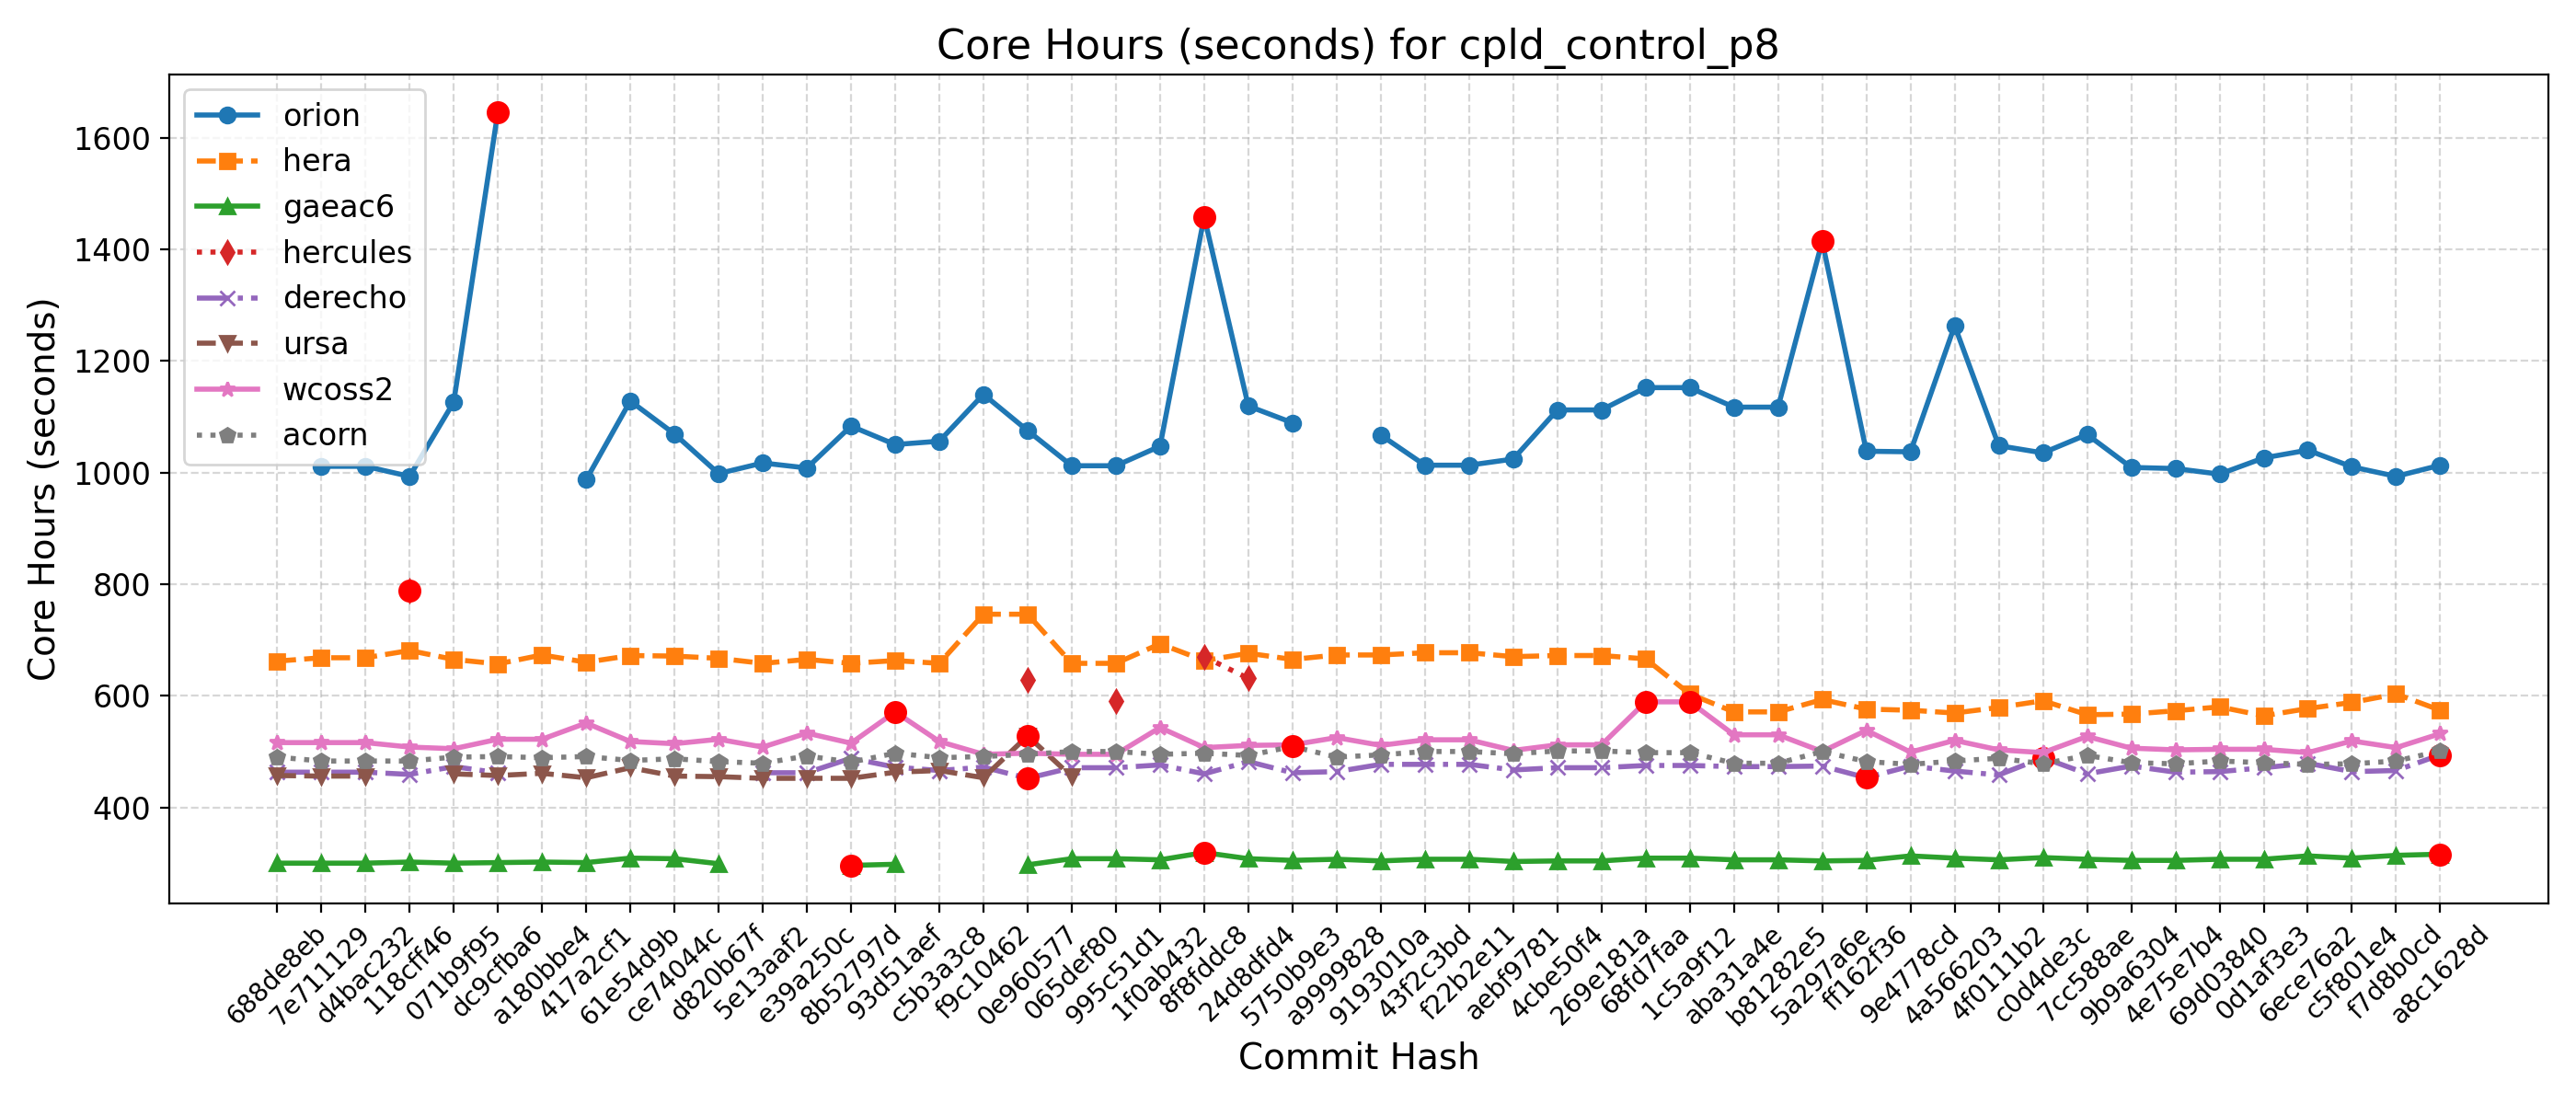 Core Hours (seconds) for cpld_control_p8
Core Hours (seconds)
1600
1400
1200
1000
800
600
400
orion
hera
gaeac6
hercules
derecho
ursa
wcoss2
acorn
688de8eb
7e711129
d4bac232
118cff46
071b9f95
dc9cfba6
a180bbe4
417a2cf1
61e54d9b
ce74044c
d820b67f
5e13aaf2
e39a250c
8b52797d
93d51aef
c5b3a3c8
f9c10462
0e960577
065def80
995c51d1
1f0ab432
8f8fddc8
24d8dfd4
5750b9e3
a9999828
9193010a
43f2c3bd
f22b2e11
aebf9781
4cbe50f4
269e181a
68fd7faa
1c5a9f12
aba31a4e
b81282e5
5a297a6e
ff162f36
9e4778cd
4a566203
4f0111b2
c0d4de3c
7cc588ae
9b9a6304
4e75e7b4
69d03840
0d1af3e3
6ece76a2
c5f801e4
f7d8b0cd
a8c1628d
Commit Hash